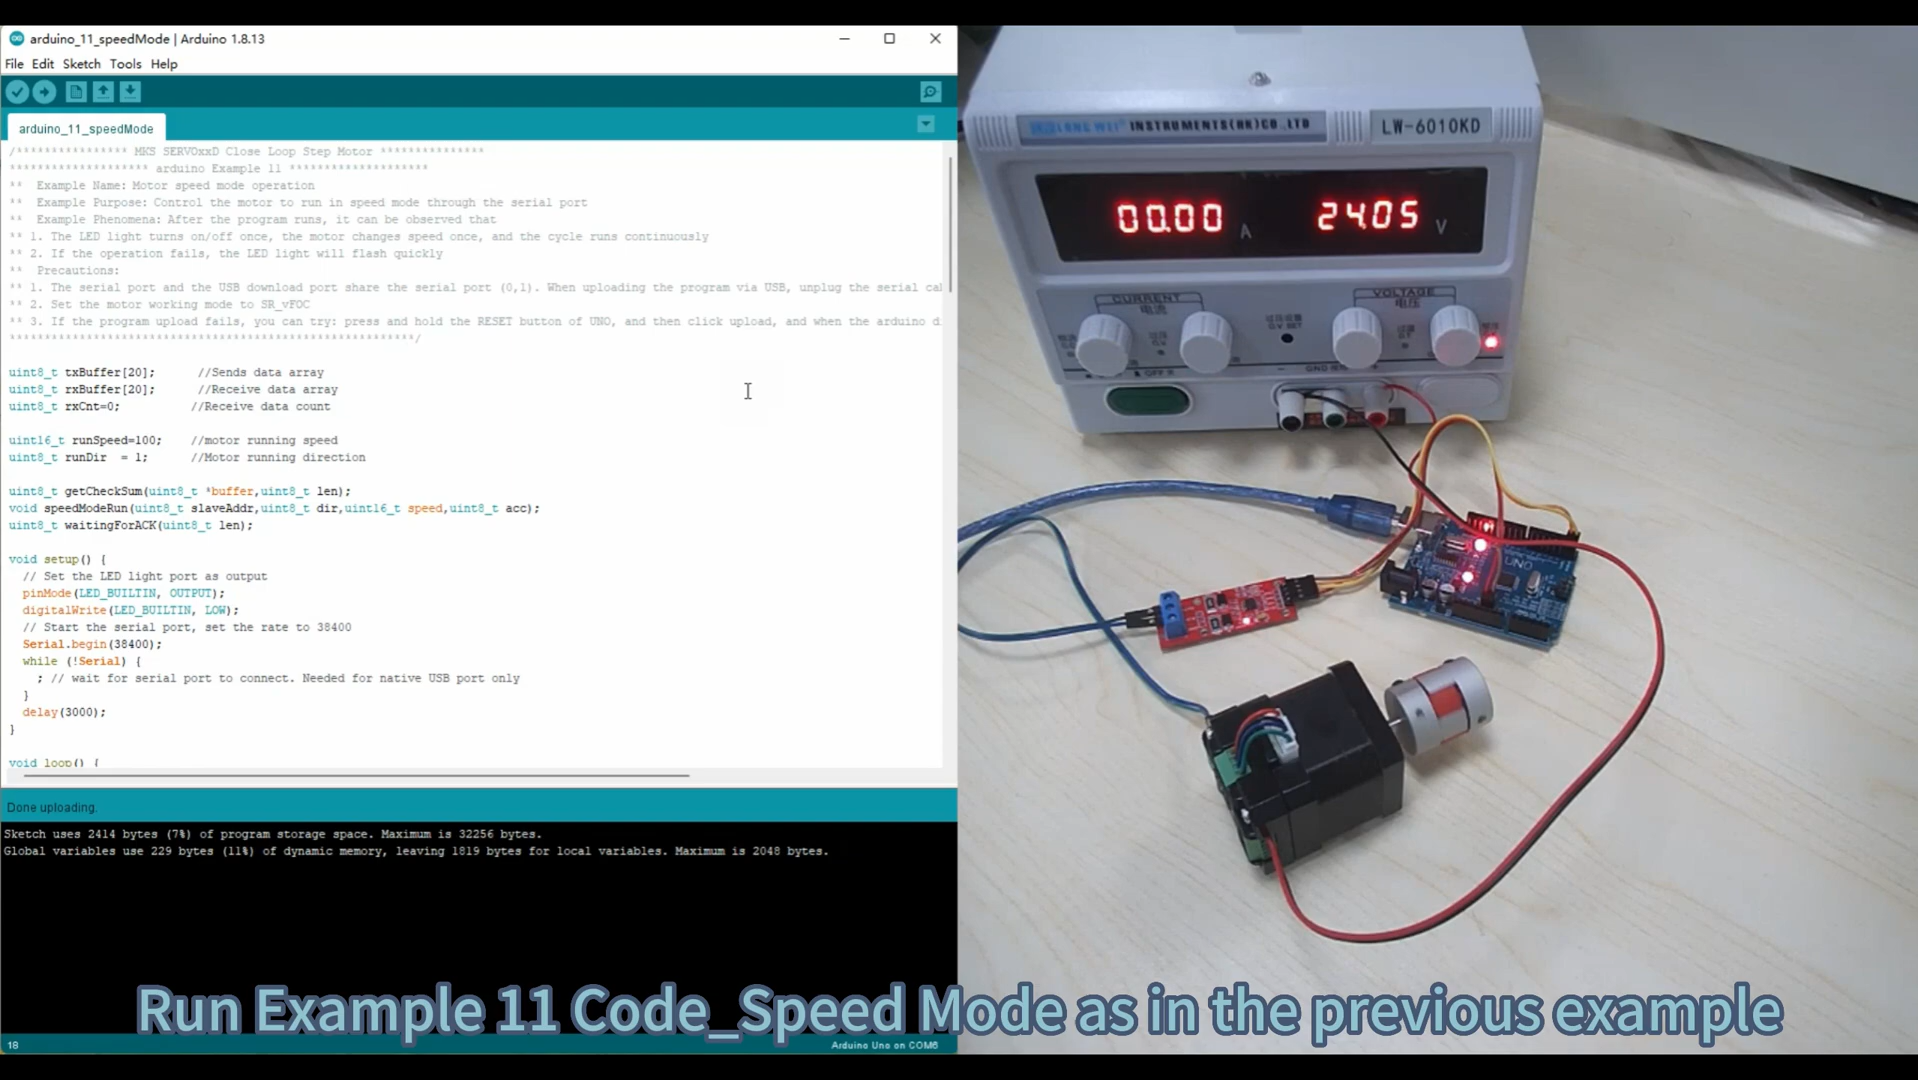 arduino_11_speedMode | Arduino 1.8.13
File Edit Sketch Tools Help
arduino_11_speedMode
/**************** MKS SERVOxxD Close Loop Step Motor ***************
******************** arduino Example 11 ********************
** Example Name: Motor speed mode operation
** Example Purpose: Control the motor to run in speed mode through the serial port
** Example Phenomena: After the program runs, it can be observed that
** 1. The LED light turns on/off once, the motor changes speed once, and the cycle runs continuously
** 2. If the operation fails, the LED light will flash quickly
** Precautions:
** 1. The serial port and the USB download port share the serial port (0,1). When uploading the program via USB, unplug the serial
** 2. Set the motor working mode to SR_vFOC
** 3. If the program upload fails, you can try: press and hold the RESET button of UNO, and then click upload, and when the arduino
***********************************************************/
uint8_t txBuffer[20]; //Sends data array
uint8_t rxBuffer[20]; //Receive data array
uint8_t rxCnt=0; //Receive data count
uint16_t runSpeed=100; //motor running speed
uint8_t runDir = 1; //Motor running direction
uint8_t getCheckSum(uint8_t *buffer,uint8_t len);
void speedModeRun(uint8_t slaveAddr,uint8_t dir,uint16_t speed,uint8_t acc);
uint8_t waitingForACK(uint8_t len);
void setup() {
// Set the LED light port as output
pinMode(LED_BUILTIN, OUTPUT);
digitalWrite(LED_BUILTIN, LOW);
// Start the serial port, set the rate to 38400
Serial.begin(38400);
while (!Serial) {
; // wait for serial port to connect. Needed for native USB port only
}
delay(3000);
}
void loop() {
Done uploading.
Sketch uses 2414 bytes (7%) of program storage space. Maximum is 32256 bytes.
Global variables use 229 bytes (11%) of dynamic memory, leaving 1819 bytes for local variables. Maximum is 2048 bytes.
18
Arduino Uno on COM6
LONG WEI INSTRUMENTS(HK)CO.,LTD
LW-6010KD
00.00 A 24.05 V
CURRENT
电流
VOLTAGE
电压
GND
UNO
Run Example 11 Code_Speed Mode as in the previous example